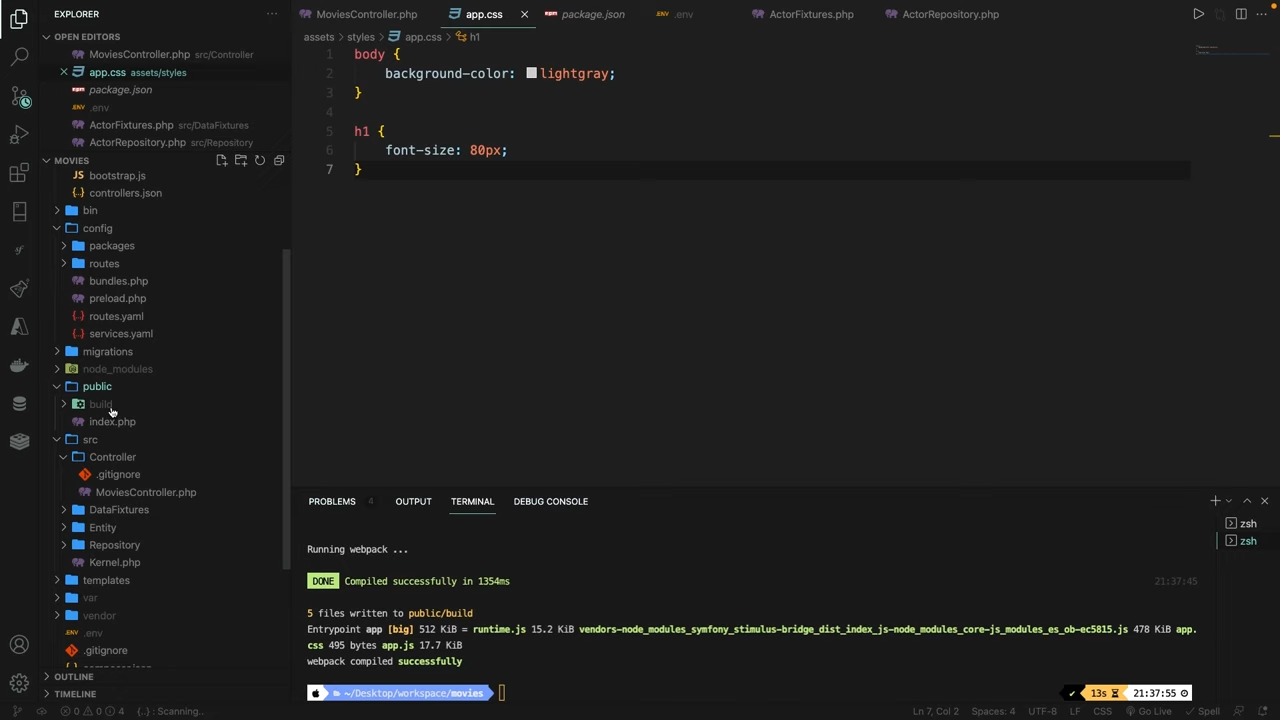 EXPLORER
OPEN EDITORS
MoviesController.php src/Controller
app.css assets/styles
package.json
.env
ActorFixtures.php src/DataFixtures
ActorRepository.php src/Repository
MOVIES
bootstrap.js
controllers.json
bin
config
packages
routes
bundles.php
preload.php
routes.yaml
services.yaml
migrations
node_modules
public
build
index.php
src
Controller
.gitignore
MoviesController.php
DataFixtures
Entity
Repository
Kernel.php
templates
var
vendor
.env
.gitignore
OUTLINE
TIMELINE
MoviesController.php app.css package.json .env ActorFixtures.php ActorRepository.php
assets > styles > app.css > h1
1 body {
2 background-color: lightgray;
3 }
4
5 h1 {
6 font-size: 80px;
7 }
PROBLEMS 4 OUTPUT TERMINAL DEBUG CONSOLE
zsh
zsh
Running webpack ...
DONE Compiled successfully in 1354ms 21:37:45
5 files written to public/build
Entrypoint app [big] 512 KiB = runtime.js 15.2 KiB vendors-node_modules_symfony_stimulus-bridge_dist_index_js-node_modules_core-js_modules_es_ob-ec5815.js 478 KiB app.
css 495 bytes app.js 17.7 KiB
webpack compiled successfully
~/Desktop/workspace/movies 13s 21:37:55
0 0 4 {..} : Scanning.. Ln 7, Col 2 Spaces: 4 UTF-8 LF CSS Go Live Spell